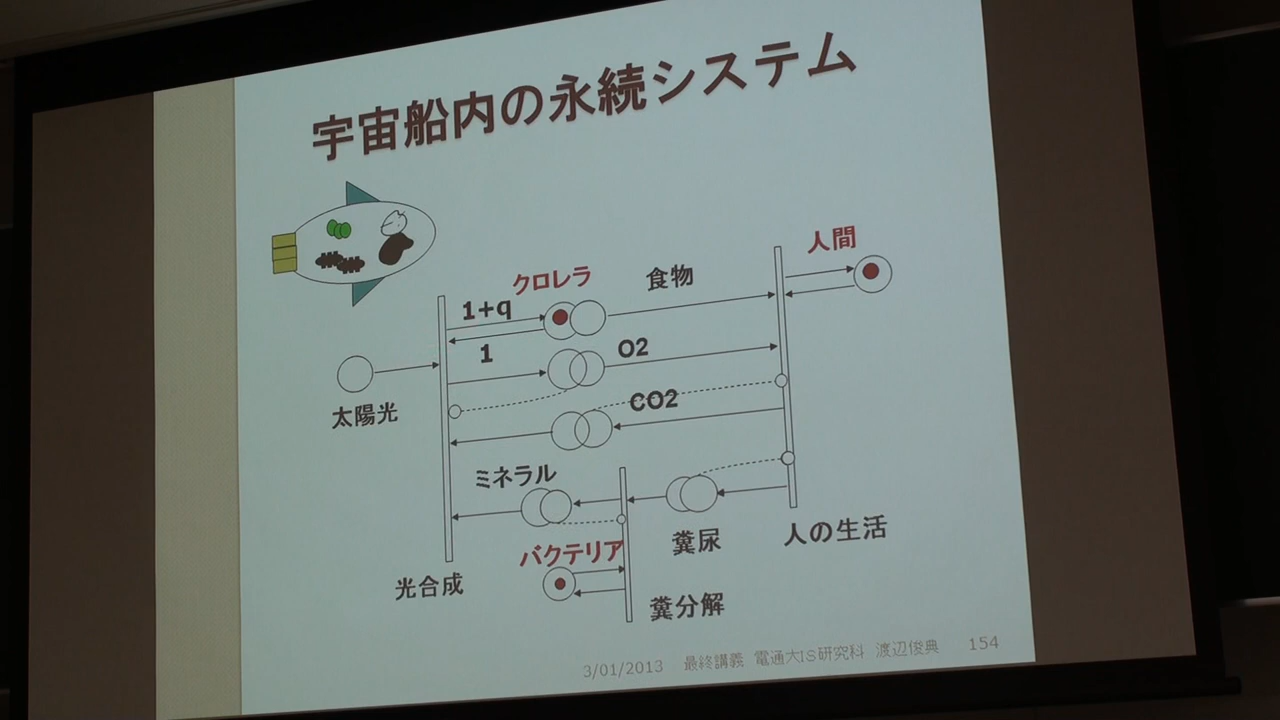 宇宙船内の永続システム
人間
クロレラ
食物
1+q
1
O2
太陽光
CO2
ミネラル
バクテリア
糞尿
人の生活
光合成
糞分解
3/01/2013 最終講義 電通大IS研究科 渡辺俊典 154